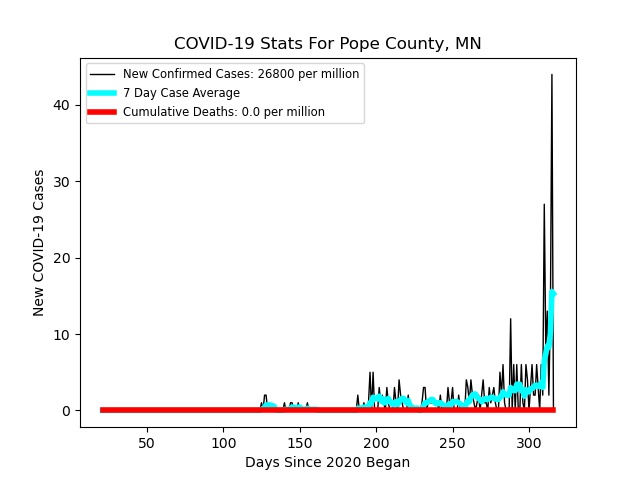 COVID-19 Stats For Pope County, MN
New Confirmed Cases: 26800 per million
7 Day Case Average
Cumulative Deaths: 0.0 per million
New COVID-19 Cases
40
30
20
10
0
50 100 150 200 250 300
Days Since 2020 Began